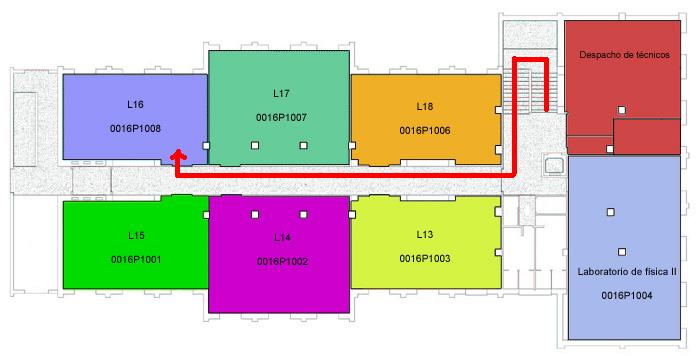 L16
0016P1008
L17
0016P1007
L18
0016P1006
Despacho de técnicos
L15
0016P1001
L14
0016P1002
L13
0016P1003
Laboratorio de física II
0016P1004